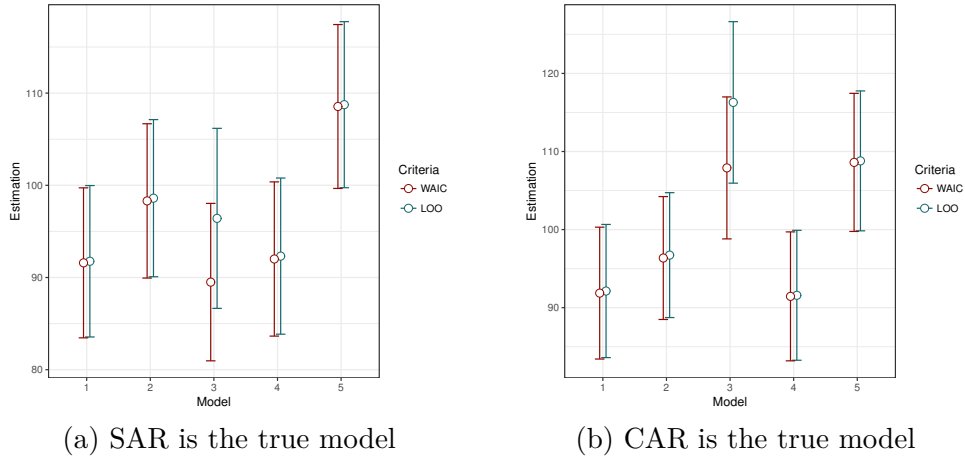 110
100
90
80
Estimation
1 2 3 4 5
Model
Criteria
WAIC
LOO
(a) SAR is the true model
120
110
100
90
Estimation
1 2 3 4 5
Model
Criteria
WAIC
LOO
(b) CAR is the true model